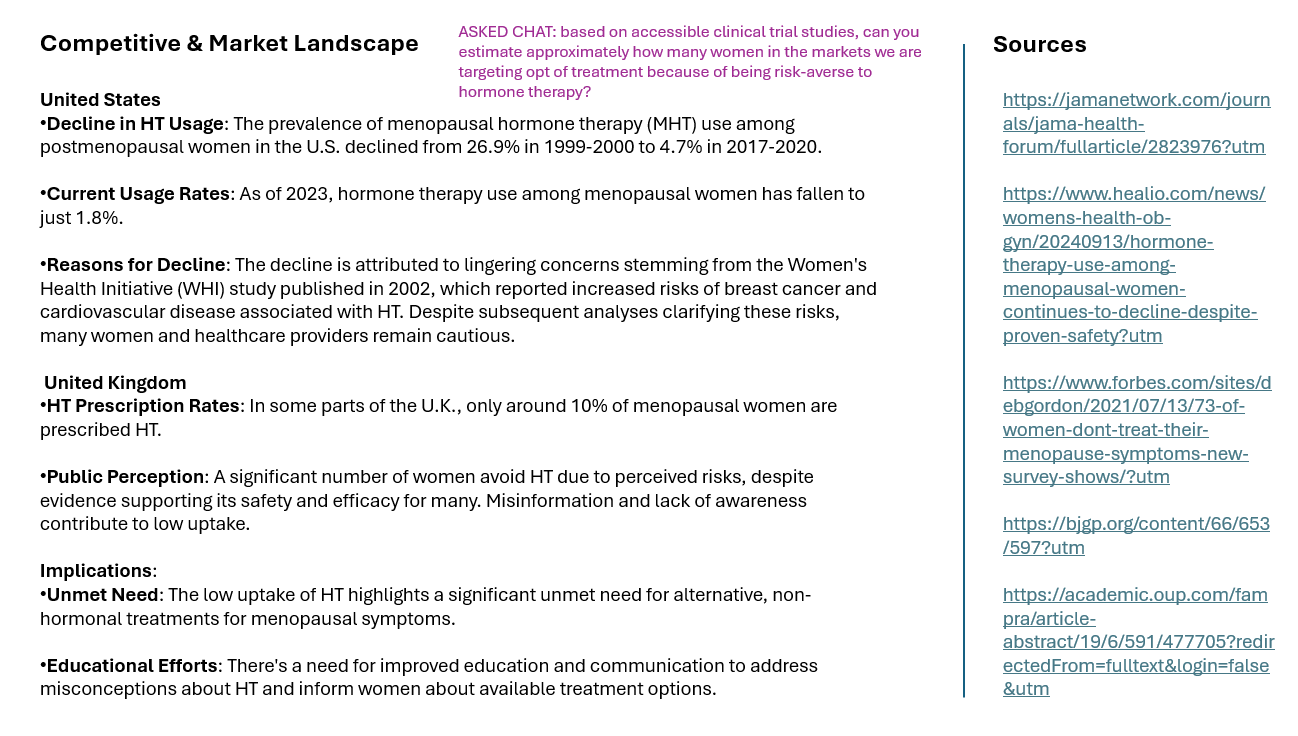 Competitive & Market Landscape
ASKED CHAT: based on accessible clinical trial studies, can you
estimate approximately how many women in the markets we are
targeting opt of treatment because of being risk-averse to
hormone therapy?
United States
•Decline in HT Usage: The prevalence of menopausal hormone therapy (MHT) use among
postmenopausal women in the U.S. declined from 26.9% in 1999-2000 to 4.7% in 2017-2020.
•Current Usage Rates: As of 2023, hormone therapy use among menopausal women has fallen to
just 1.8%.
•Reasons for Decline: The decline is attributed to lingering concerns stemming from the Women's
Health Initiative (WHI) study published in 2002, which reported increased risks of breast cancer and
cardiovascular disease associated with HT. Despite subsequent analyses clarifying these risks,
many women and healthcare providers remain cautious.
United Kingdom
•HT Prescription Rates: In some parts of the U.K., only around 10% of menopausal women are
prescribed HT.
•Public Perception: A significant number of women avoid HT due to perceived risks, despite
evidence supporting its safety and efficacy for many. Misinformation and lack of awareness
contribute to low uptake.
Implications:
•Unmet Need: The low uptake of HT highlights a significant unmet need for alternative, non-
hormonal treatments for menopausal symptoms.
•Educational Efforts: There's a need for improved education and communication to address
misconceptions about HT and inform women about available treatment options.
Sources
https://jamanetwork.com/journ
als/jama-health-
forum/fullarticle/2823976?utm
https://www.healio.com/news/
womens-health-ob-
gyn/20240913/hormone-
therapy-use-among-
menopausal-women-
continues-to-decline-despite-
proven-safety?utm
https://www.forbes.com/sites/d
ebgordon/2021/07/13/73-of-
women-dont-treat-their-
menopause-symptoms-new-
survey-shows/?utm
https://bjgp.org/content/66/653
/597?utm
https://academic.oup.com/fam
pra/article-
abstract/19/6/591/477705?redir
ectedFrom=fulltext&login=false
&utm